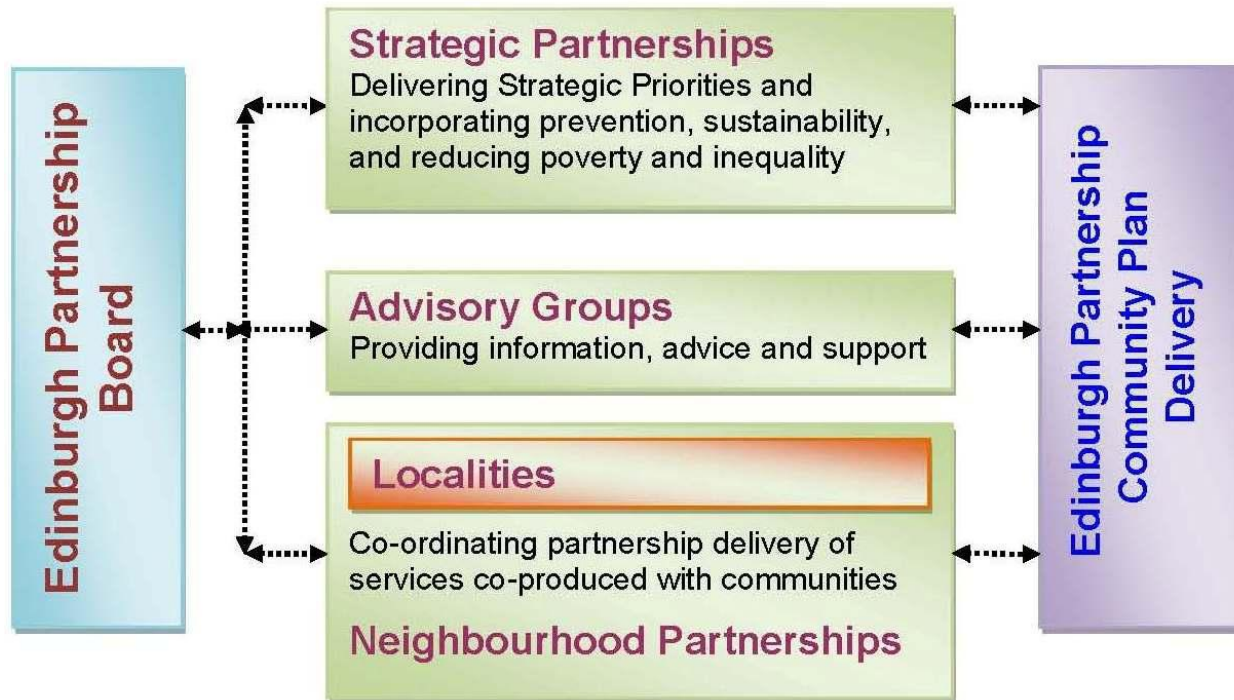 Edinburgh Partnership
Board
Strategic Partnerships
Delivering Strategic Priorities and
incorporating prevention, sustainability,
and reducing poverty and inequality
Advisory Groups
Providing information, advice and support
Localities
Co-ordinating partnership delivery of
services co-produced with communities
Neighbourhood Partnerships
Edinburgh Partnership
Community Plan
Delivery